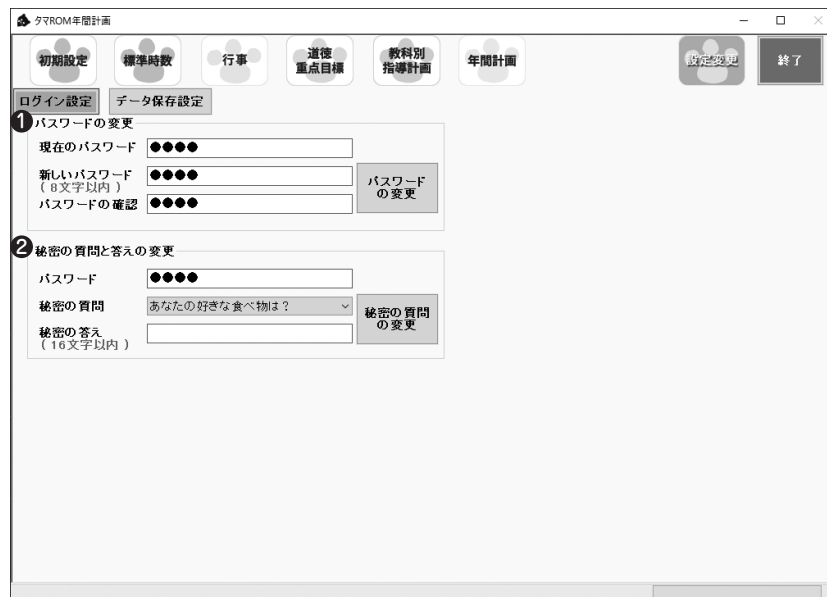 タマROM年間計画
初期設定
標準時数
行事
道徳
重点目標
教科別
指導計画
年間計画
設定変更
終了
ログイン設定
データ保存設定
❶
パスワードの変更
現在のパスワード ●●●●
新しいパスワード ●●●●
(8文字以内)
パスワードの確認 ●●●●
パスワード
の変更
❷
秘密の質問と答えの変更
パスワード ●●●●
秘密の質問 あなたの好きな食べ物は?
秘密の答え
(16文字以内)
秘密の質問
の変更